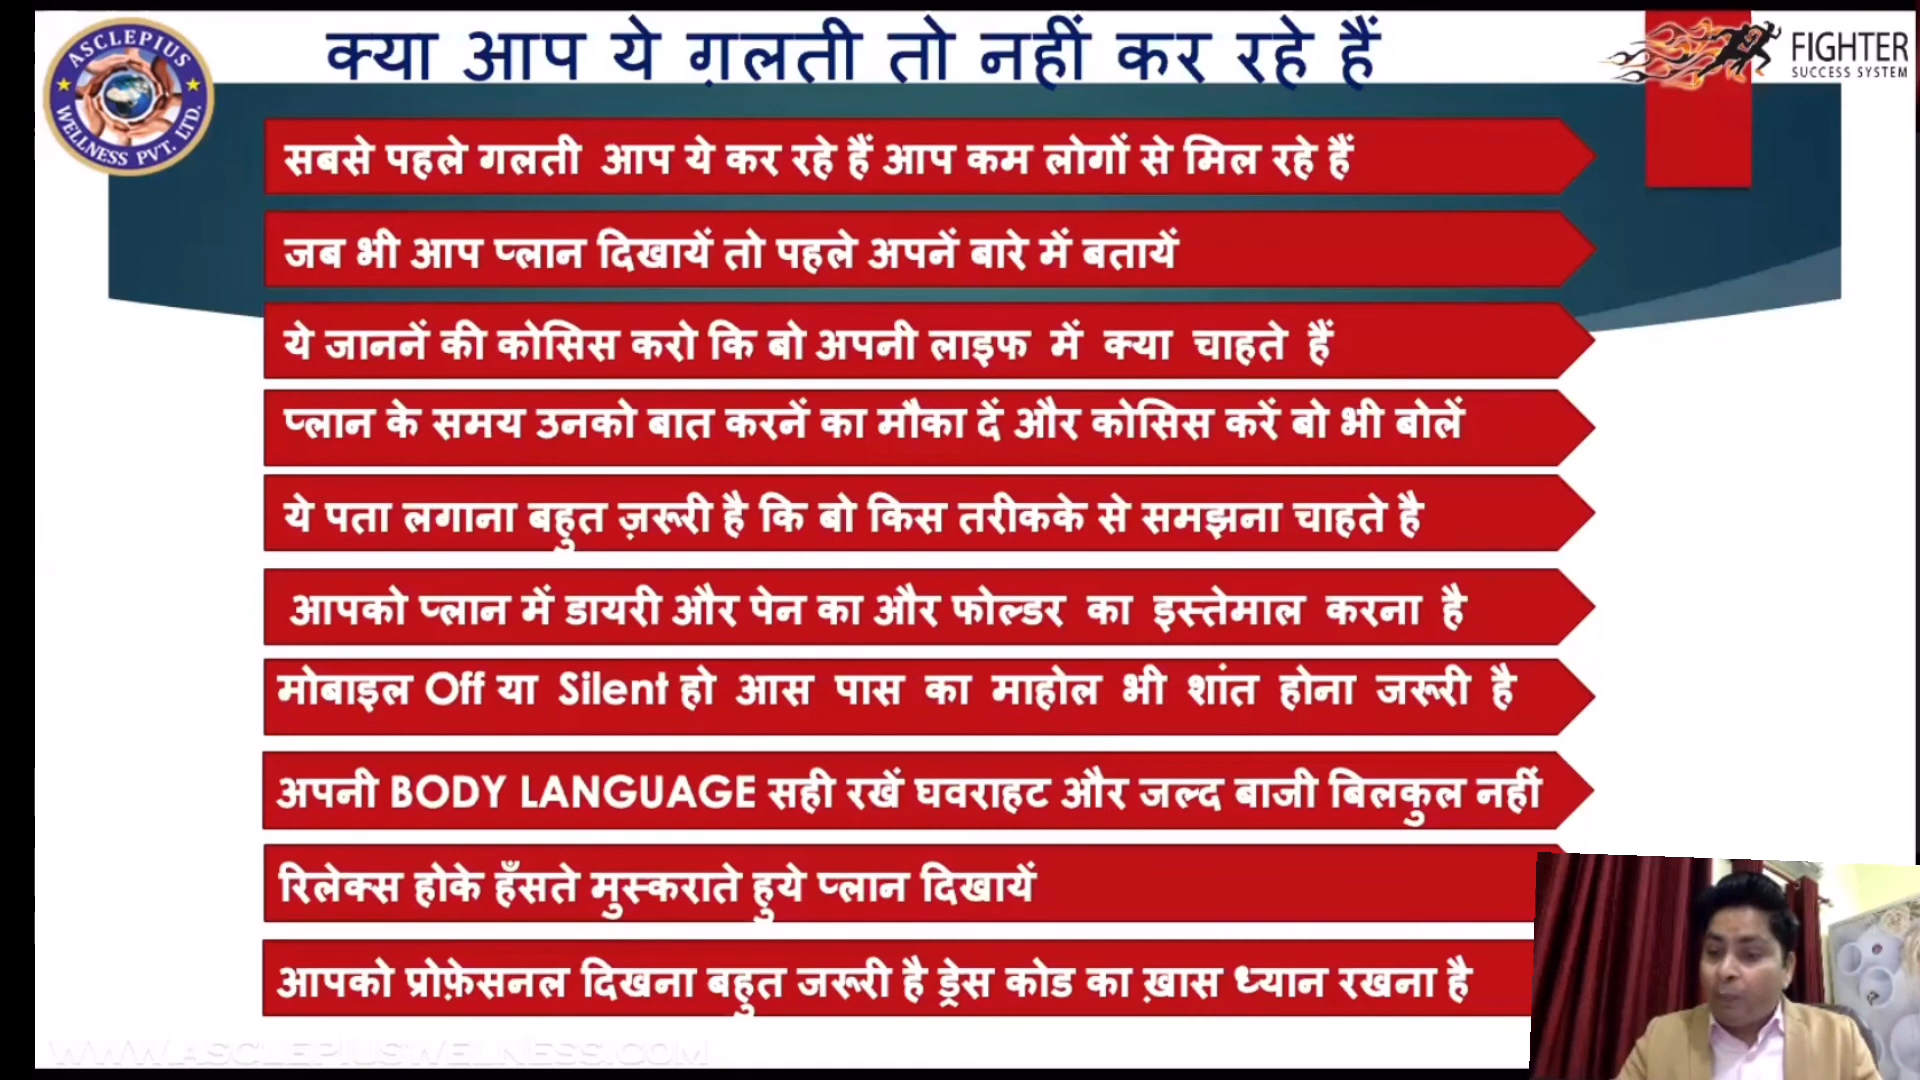 ASCLEPIUS
WELLNESS PVT. LTD.
क्या आप ये ग़लती तो नहीं कर रहे हैं
FIGHTER
SUCCESS SYSTEM
सबसे पहले गलती आप ये कर रहे हैं आप कम लोगों से मिल रहे हैं
जब भी आप प्लान दिखायें तो पहले अपनें बारे में बतायें
ये जाननें की कोसिस करो कि बो अपनी लाइफ में क्या चाहते हैं
प्लान के समय उनको बात करनें का मौका दें और कोसिस करें बो भी बोलें
ये पता लगाना बहुत ज़रूरी है कि बो किस तरीकके से समझना चाहते है
आपको प्लान में डायरी और पेन का और फोल्डर का इस्तेमाल करना है
मोबाइल Off या Silent हो आस पास का माहोल भी शांत होना जरूरी है
अपनी BODY LANGUAGE सही रखें घवराहट और जल्द बाजी बिलकुल नहीं
रिलेक्स होके हँसते मुस्कराते हुये प्लान दिखायें
आपको प्रोफ़ेसनल दिखना बहुत जरूरी है ड्रेस कोड का ख़ास ध्यान रखना है
WWW.ASCLEPIUSWELLNESS.COM